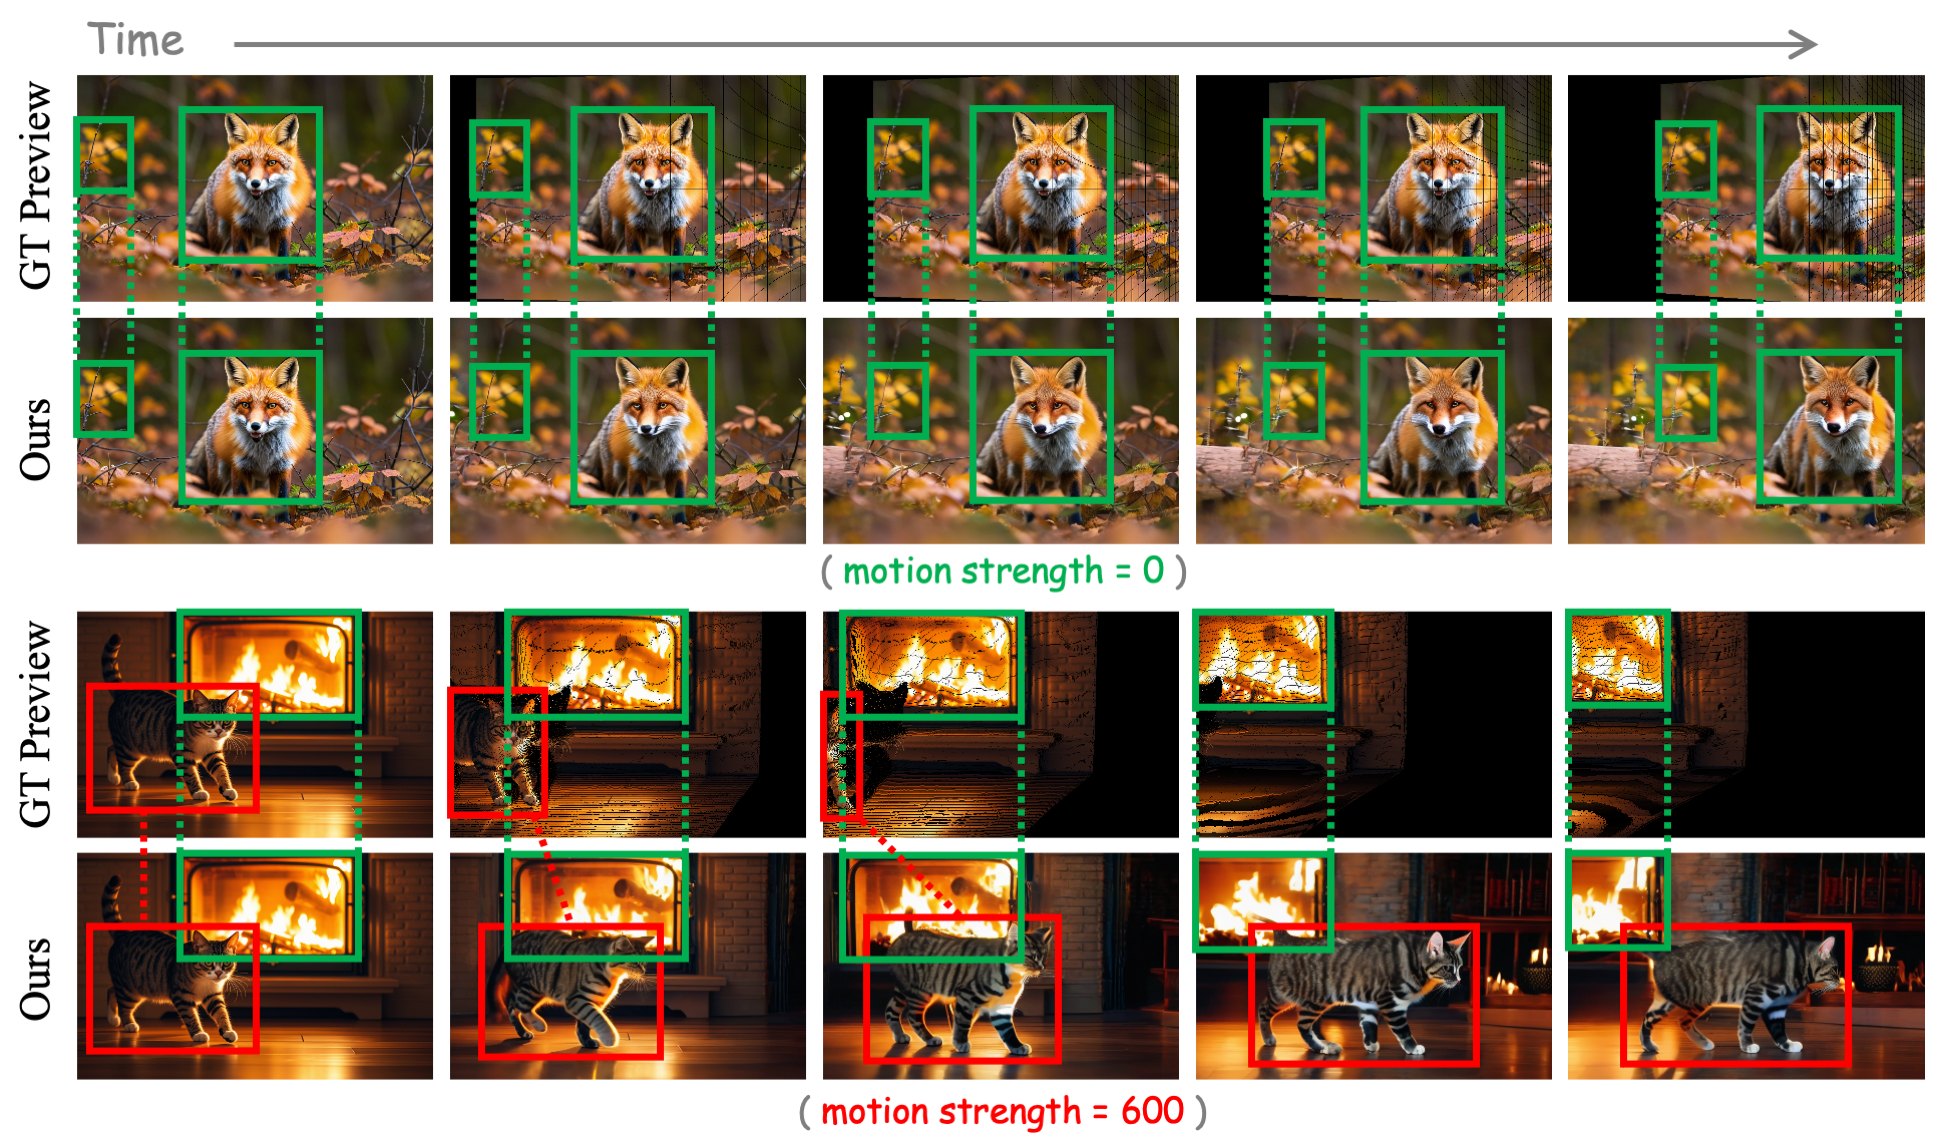 Time
GT Preview
Ours
( motion strength = 0 )
GT Preview
Ours
( motion strength = 600 )